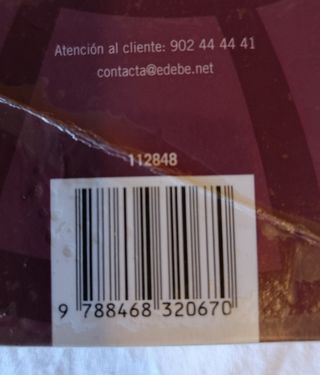 Atención al cliente: 902 44 44 41
contacta@edebe.net
112848
9 788468 320670